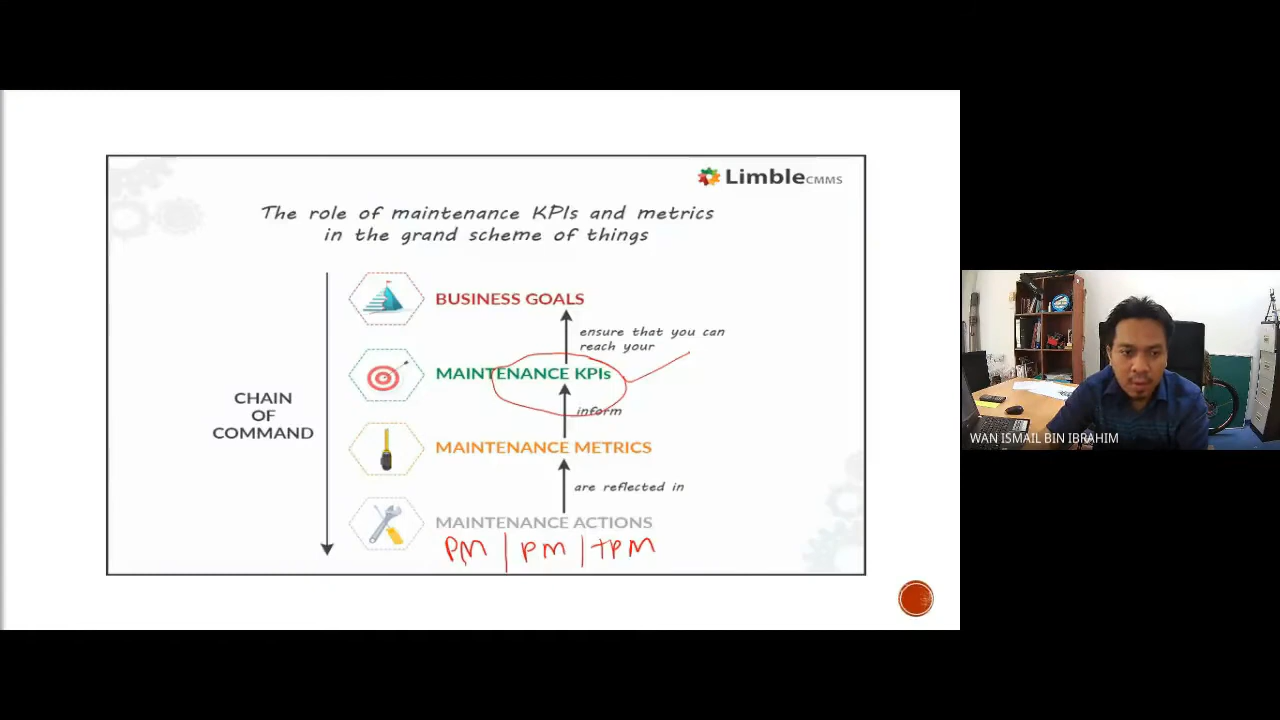 Limble CMMS
The role of maintenance KPIs and metrics
in the grand scheme of things
BUSINESS GOALS
ensure that you can
reach your
MAINTENANCE KPIs
inform
CHAIN
OF
COMMAND
MAINTENANCE METRICS
are reflected in
MAINTENANCE ACTIONS
PM | PM | TPM
WAN ISMAIL BIN IBRAHIM